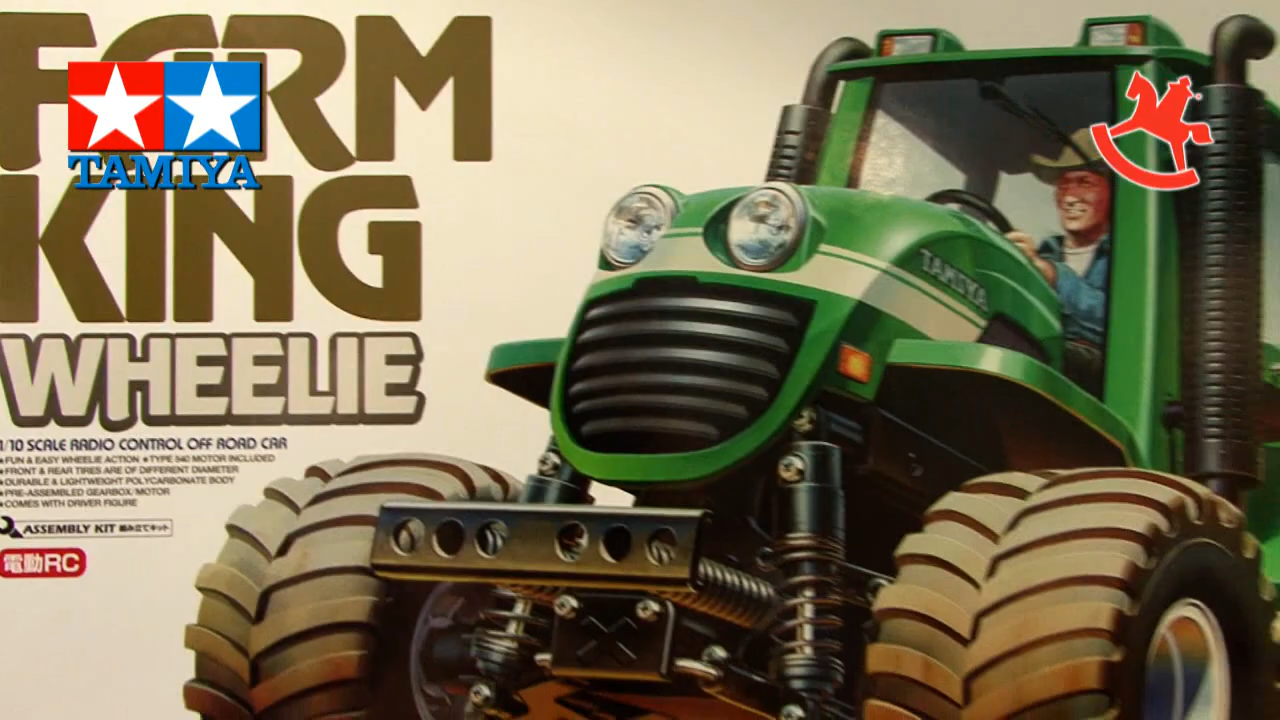 FARM
KING
WHEELIE
TAMIYA
1/10 SCALE RADIO CONTROL OFF ROAD CAR
★FUN & EASY WHEELIE ACTION ★TYPE 540 MOTOR INCLUDED
★FRONT & REAR TIRES ARE OF DIFFERENT DIAMETER
★DURABLE & LIGHTWEIGHT POLYCARBONATE BODY
★PRE-ASSEMBLED GEARBOX/MOTOR
★COMES WITH DRIVER FIGURE
ASSEMBLY KIT 組み立てキット
電動RC
TAMIYA